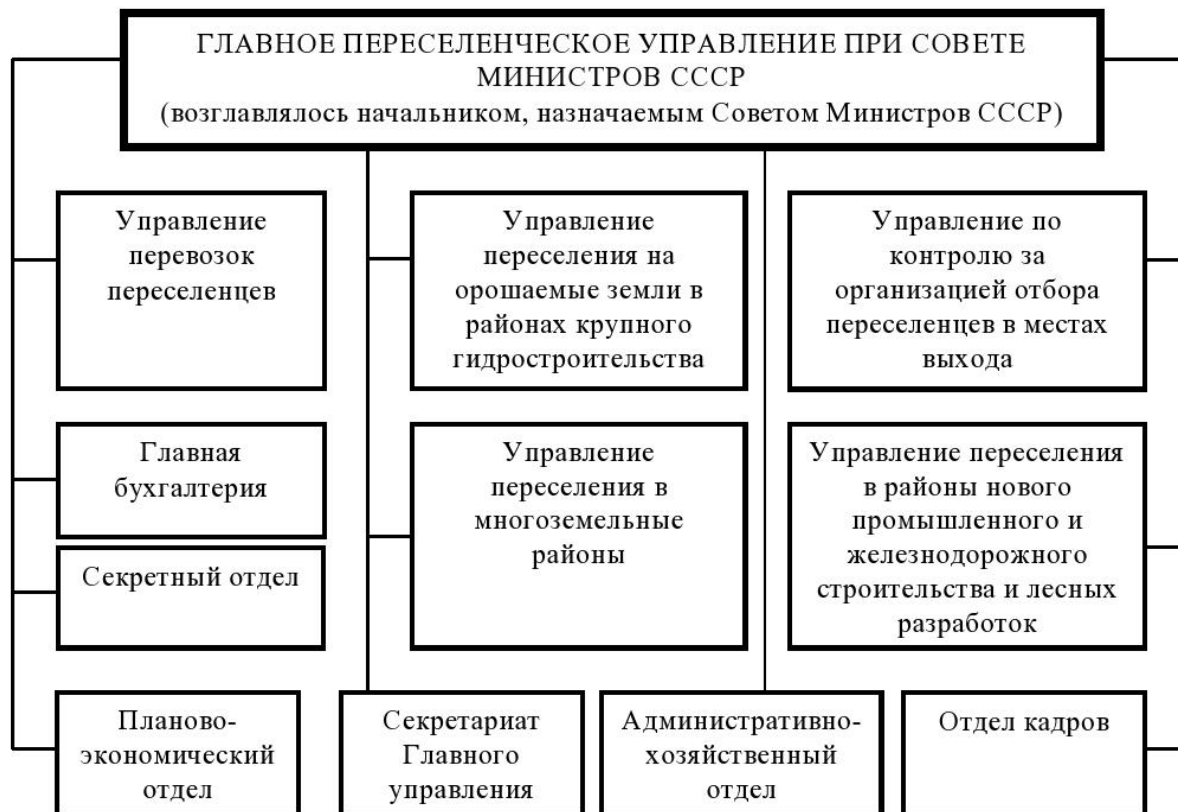 ГЛАВНОЕ ПЕРЕСЕЛЕНЧЕСКОЕ УПРАВЛЕНИЕ ПРИ СОВЕТЕ
МИНИСТРОВ СССР
(возглавлялось начальником, назначаемым Советом Министров СССР)
Управление
перевозок
переселенцев
Управление
переселения на
орошаемые земли в
районах крупного
гидростроительства
Управление по
контролю за
организацией отбора
переселенцев в местах
выхода
Главная
бухгалтерия
Секретный отдел
Управление
переселения в
многоземельные
районы
Управление переселения
в районы нового
промышленного и
железнодорожного
строительства и лесных
разработок
Планово-
экономический
отдел
Секретариат
Главного
управления
Административно-
хозяйственный
отдел
Отдел кадров